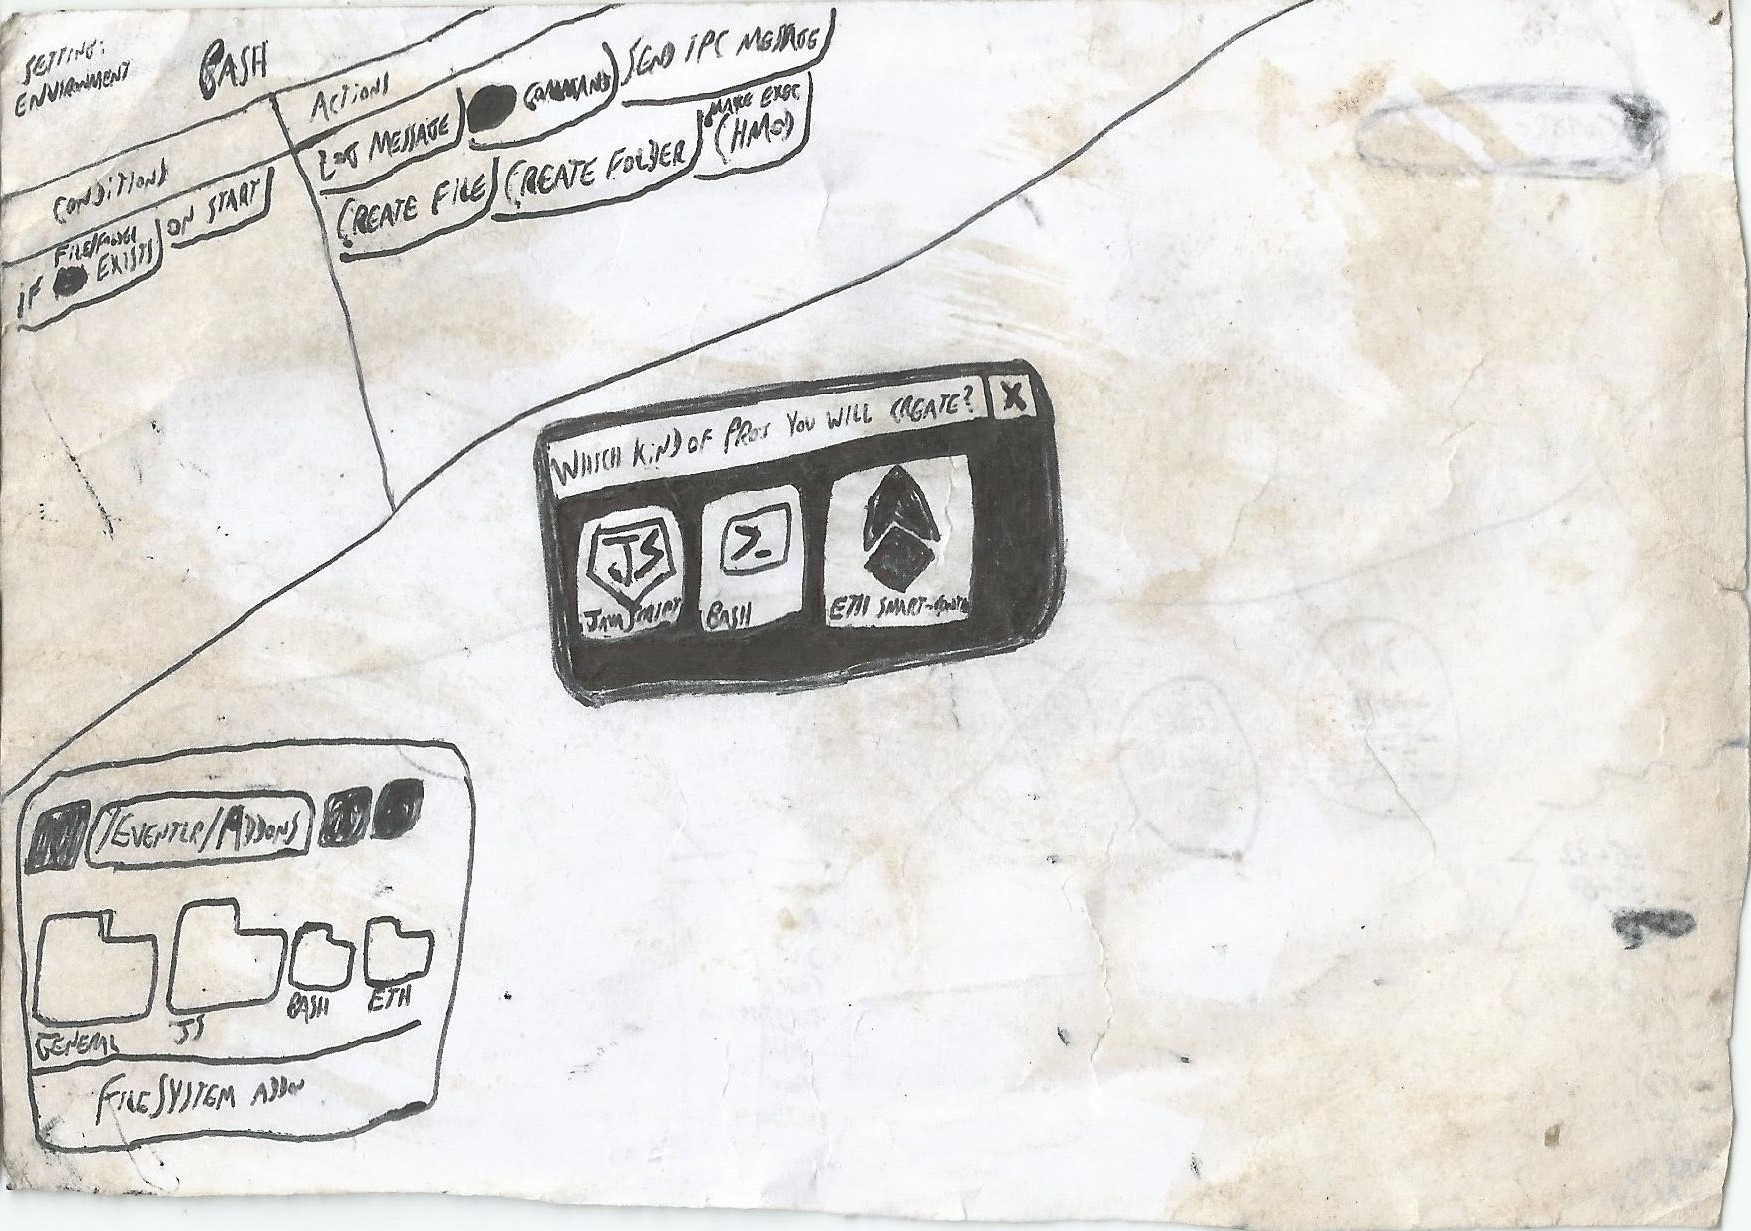 SETTING:
ENVIRONMENT
BASH
CONDITIONS
IF FILE/FOLDER EXISTS
ON START
ACTIONS
LOG MESSAGE
COMMAND
SEND IPC MESSAGE
CREATE FILE
CREATE FOLDER
MAKE EXEC
WHICH KIND OF PROJ YOU WILL CREATE?
X
JS
JAVASCRIPT
>_
BASH
ETH SMART-
/EVENTER/ADDONS
GENERAL
JS
BASH
ETH
FILESYSTEM ADDON